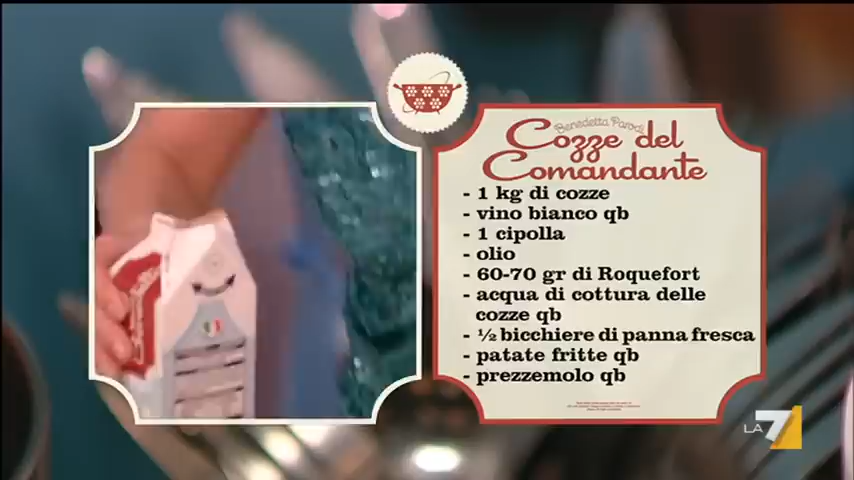 Benedetta Parodi
Cozze del
Comandante
- 1 kg di cozze
- vino bianco qb
- 1 cipolla
- olio
- 60-70 gr di Roquefort
- acqua di cottura delle
cozze qb
- ½ bicchiere di panna fresca
- patate fritte qb
- prezzemolo qb
LA7